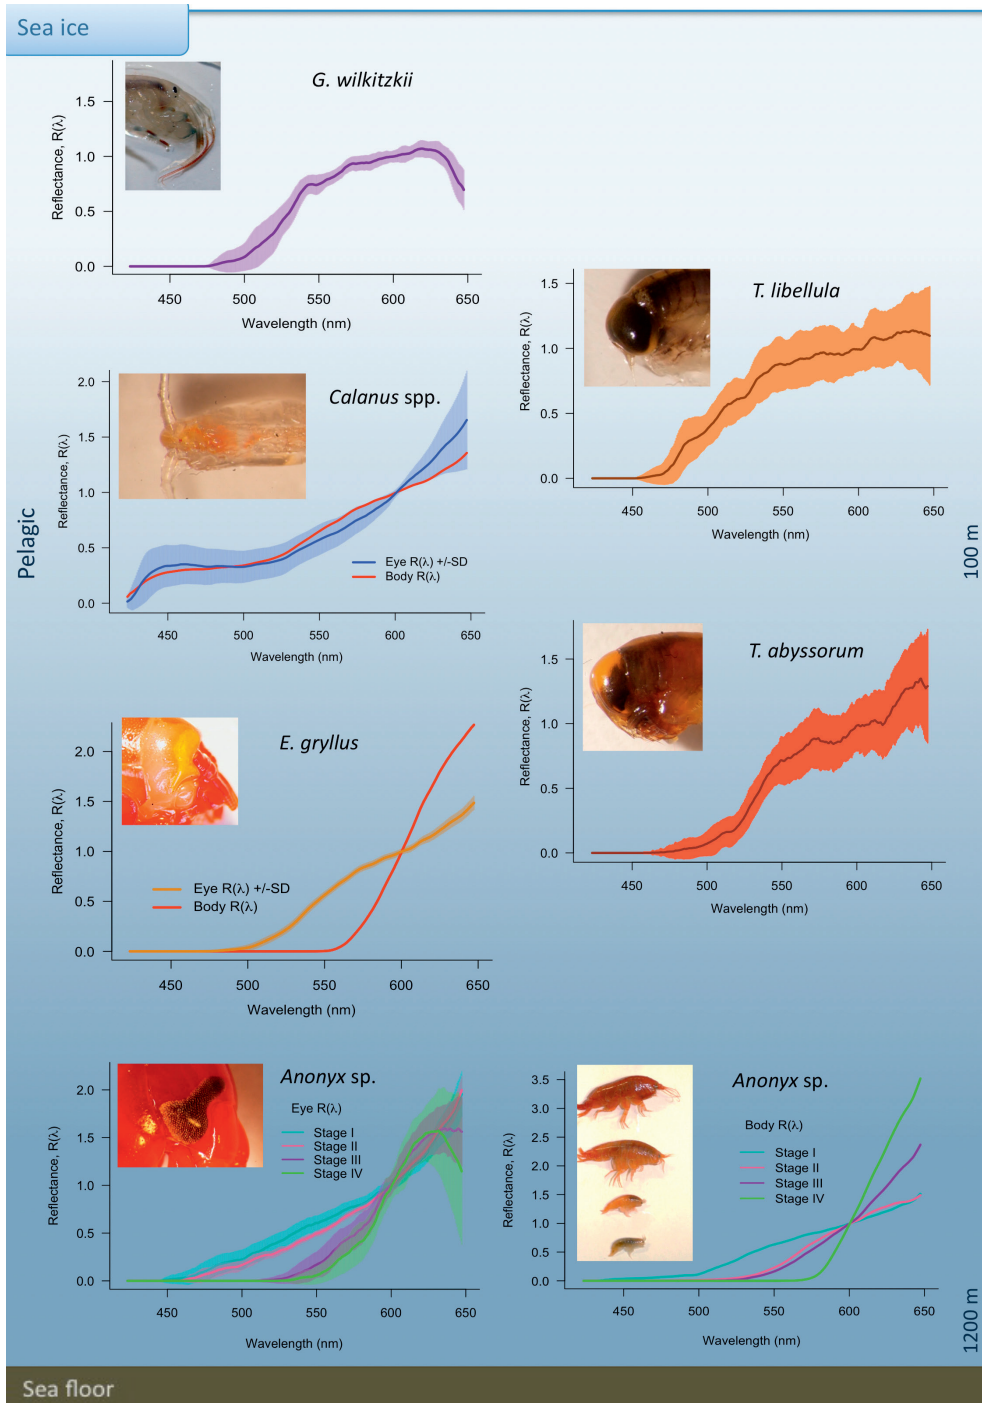 Sea ice
G. wilkitzkii
Reflectance, R(λ)
1.5
1.0
0.5
0.0
450 500 550 600 650
Wavelength (nm)
T. libellula
Reflectance, R(λ)
1.5
1.0
0.5
0.0
450 500 550 600 650
Wavelength (nm)
Calanus spp.
Reflectance, R(λ)
2.0
1.5
1.0
0.5
0.0
Eye R(λ) +/-SD
Body R(λ)
450 500 550 600 650
Wavelength (nm)
Pelagic
100 m
T. abyssorum
Reflectance, R(λ)
1.5
1.0
0.5
0.0
450 500 550 600 650
Wavelength (nm)
E. gryllus
Reflectance, R(λ)
2.0
1.5
1.0
0.5
0.0
Eye R(λ) +/-SD
Body R(λ)
450 500 550 600 650
Wavelength (nm)
Anonyx sp.
Eye R(λ)
Stage I
Stage II
Stage III
Stage IV
Reflectance, R(λ)
2.0
1.5
1.0
0.5
0.0
450 500 550 600 650
Wavelength (nm)
Anonyx sp.
Body R(λ)
Stage I
Stage II
Stage III
Stage IV
Reflectance, R(λ)
3.5
3.0
2.5
2.0
1.5
1.0
0.5
0.0
450 500 550 600 650
Wavelength (nm)
1200 m
Sea floor